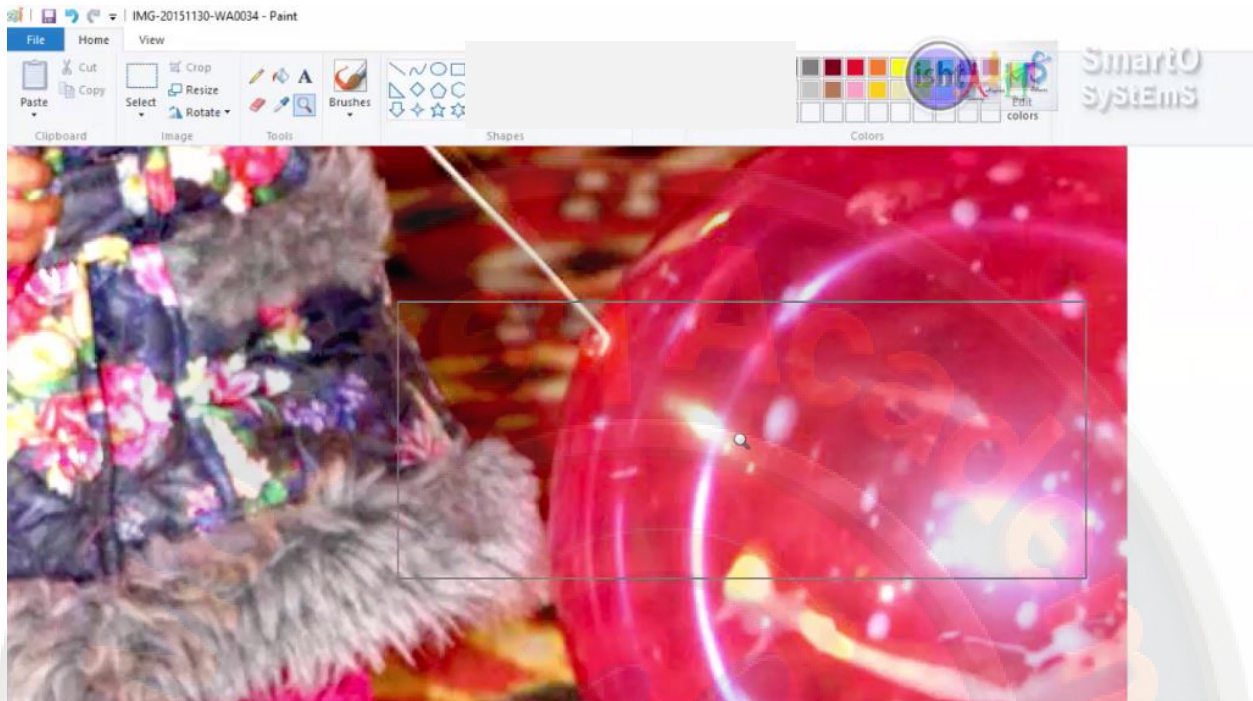 IMG-20151130-WA0034 - Paint
File Home View
Cut
Copy
Paste
Clipboard
Crop
Resize
Rotate
Select
Image
A
Tools
Brushes
Shapes
Edit
colors
Colors
SmartO
SyStEmS